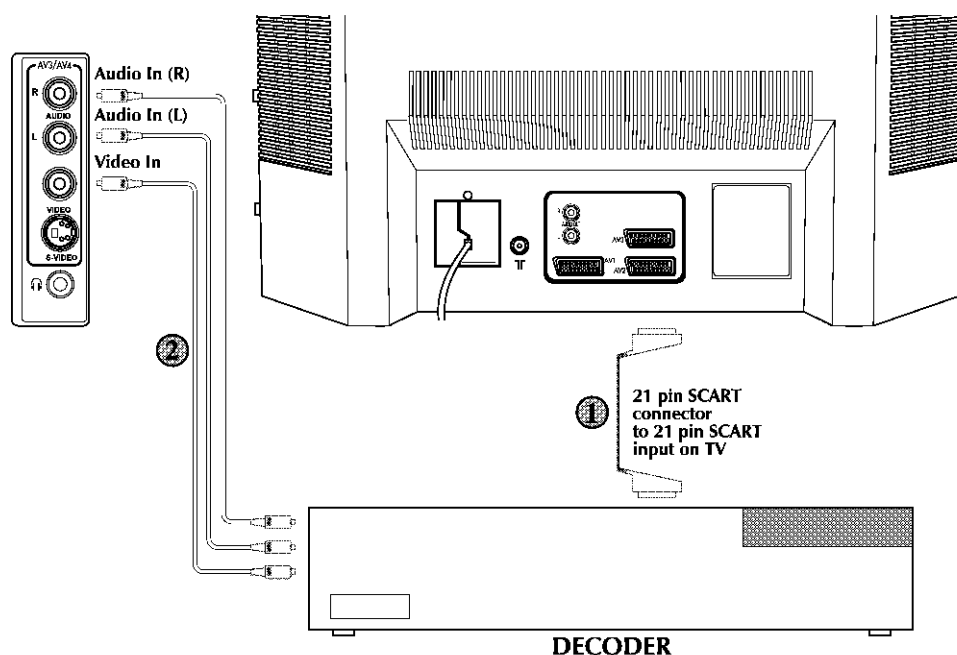 AV3/AV4
R
AUDIO
L
VIDEO
S-VIDEO
Audio In (R)
Audio In (L)
Video In
2
AV1
AV2
1
21 pin SCART
connector
to 21 pin SCART
input on TV
DECODER